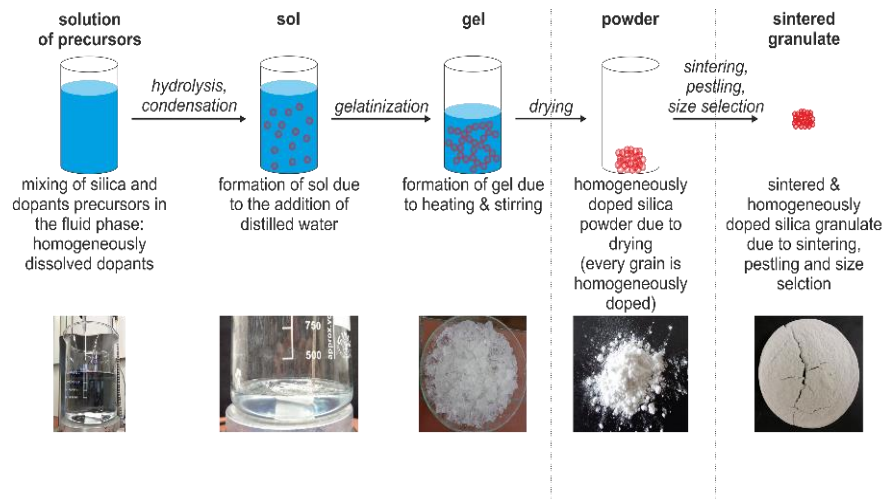 solution
of precursors
sol
gel
powder
sintered
granulate
hydrolysis,
condensation
gelatinization
drying
sintering,
pestling,
size selection
mixing of silica and
dopants precursors in
the fluid phase:
homogeneously
dissolved dopants
formation of sol due
to the addition of
distilled water
formation of gel due
to heating & stirring
homogeneously
doped silica
powder due to
drying
(every grain is
homogeneously
doped)
sintered &
homogeneously
doped silica granulate
due to sintering,
pestling and size
selction
750
500
approx.vo